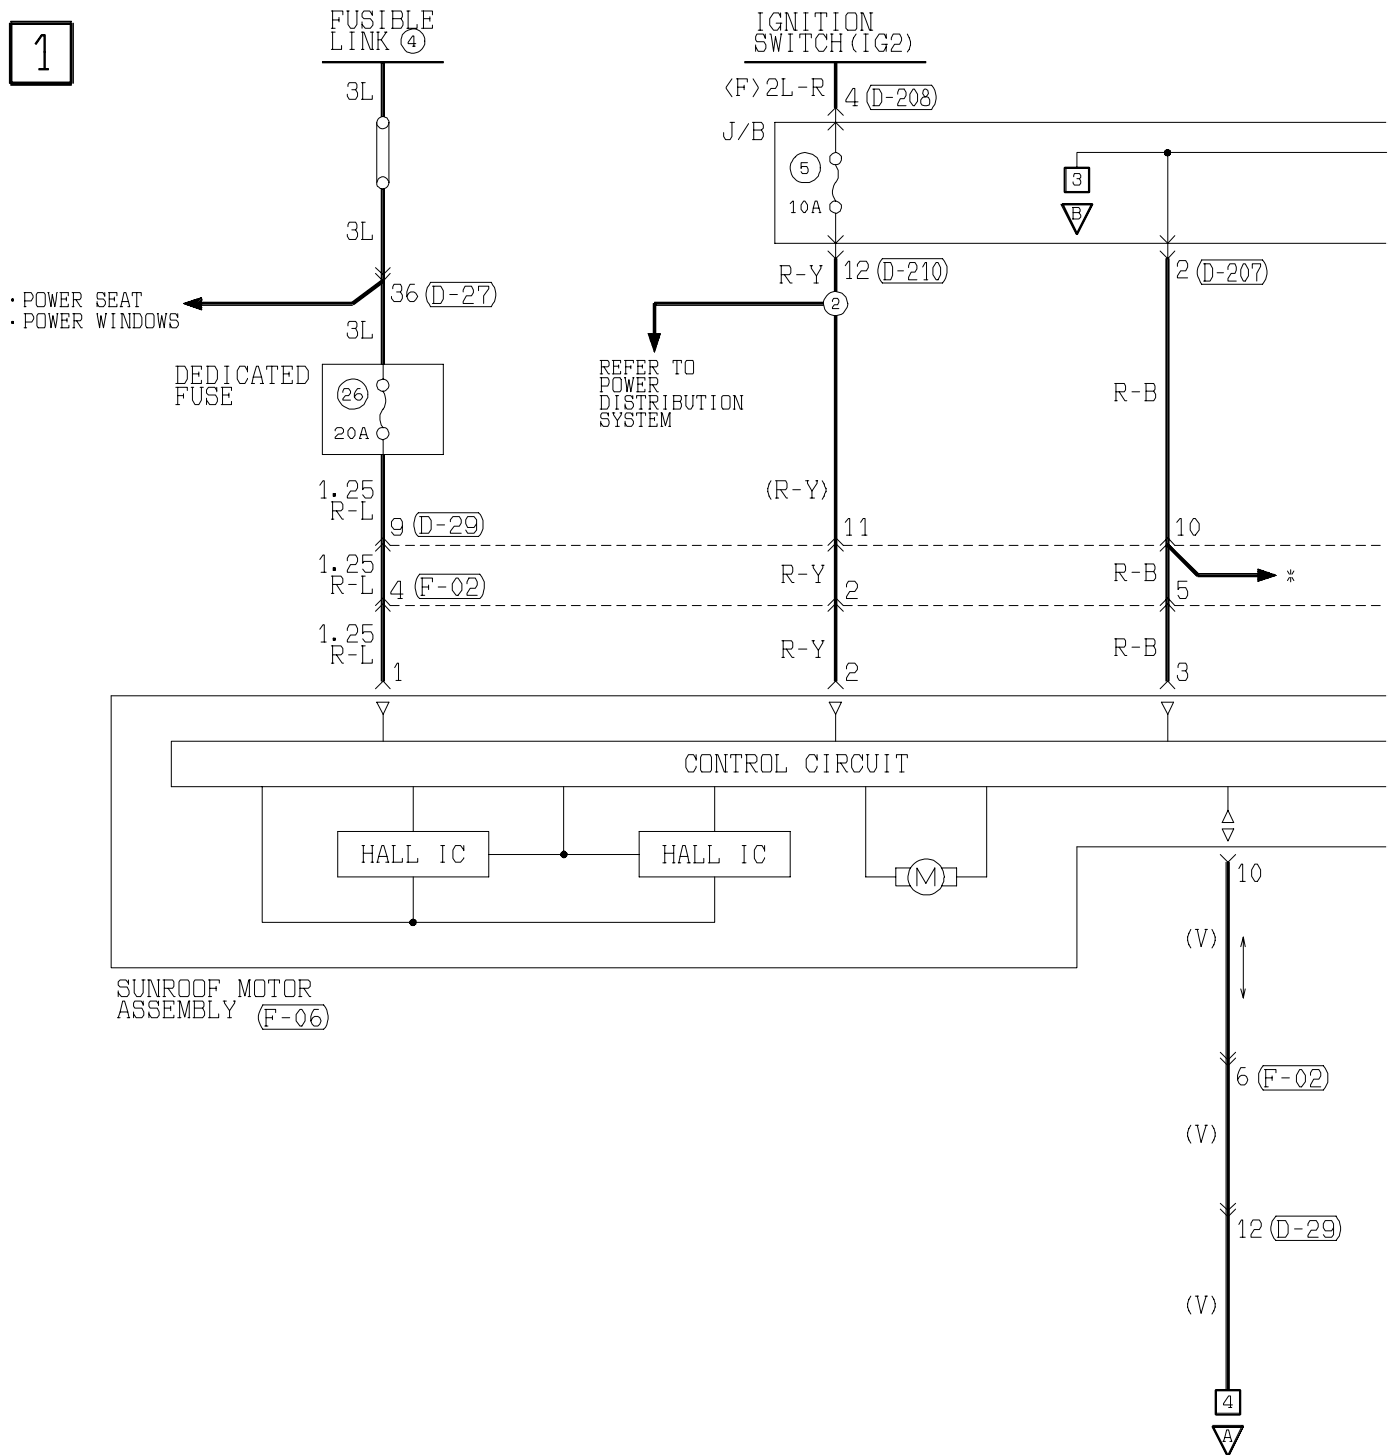 1
FUSIBLE
LINK 4
IGNITION
SWITCH(IG2)
3L
<F>2L-R
4 (D-208)
J/B
5
10A
3
B
3L
R-Y
12 (D-210)
2 (D-207)
36 (D-27)
· POWER SEAT
· POWER WINDOWS
2
3L
REFER TO
POWER
DISTRIBUTION
SYSTEM
DEDICATED
FUSE
26
20A
R-B
1.25
R-L
(R-Y)
9 (D-29)
11
10
1.25
R-L
R-Y
R-B
*
4 (F-02)
2
5
1.25
R-L
R-Y
R-B
1
2
3
CONTROL CIRCUIT
HALL IC
HALL IC
M
10
(V)
SUNROOF MOTOR
ASSEMBLY (F-06)
6 (F-02)
(V)
12 (D-29)
(V)
4
A